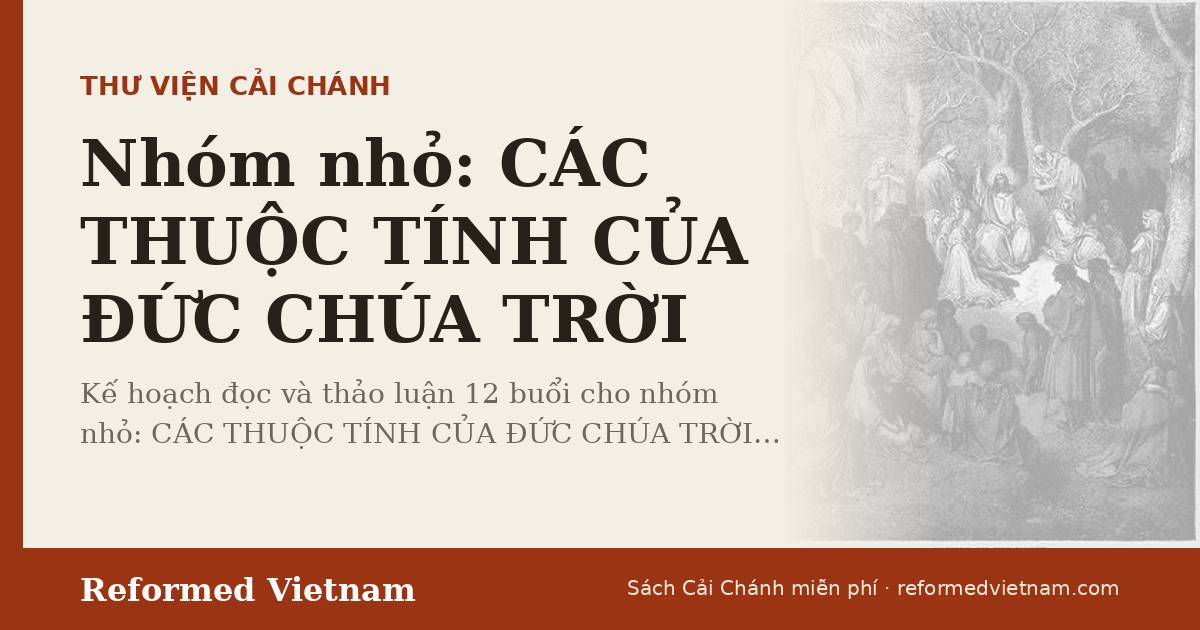 THƯ VIỆN CẢI CHÁNH
Nhóm nhỏ: CÁC
THUỘC TÍNH CỦA
ĐỨC CHÚA TRỜI
Kế hoạch đọc và thảo luận 12 buổi cho nhóm
nhỏ: CÁC THUỘC TÍNH CỦA ĐỨC CHÚA TRỜI...
Reformed Vietnam
Sách Cải Chánh miễn phí · reformedvietnam.com